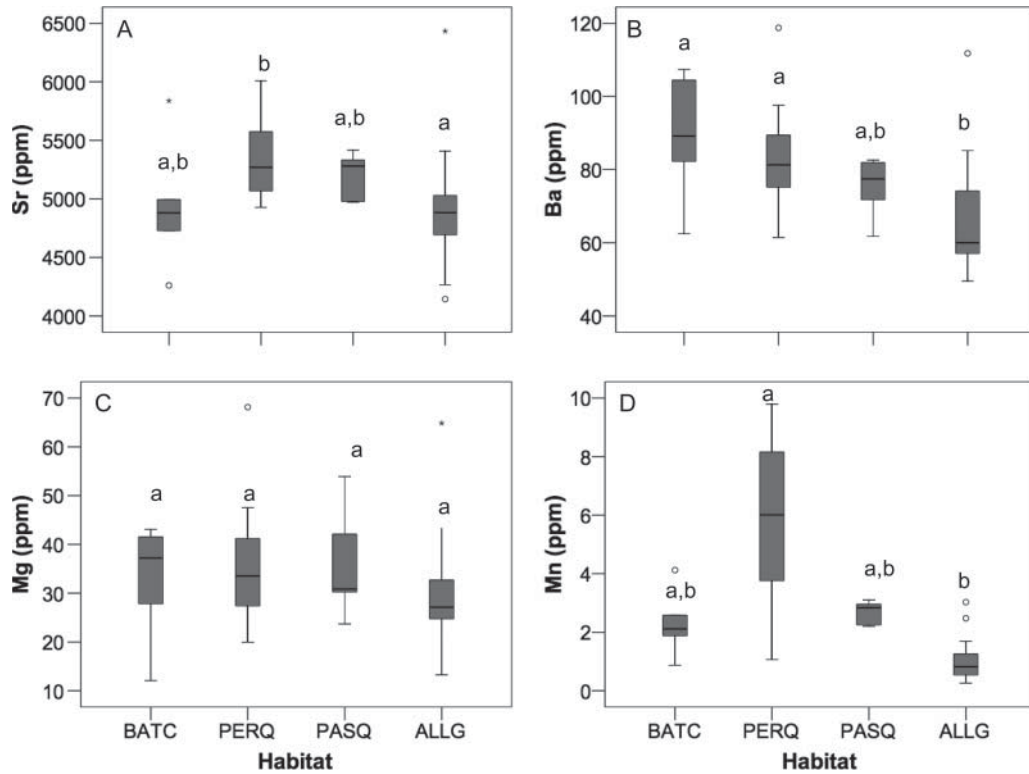 A
Sr (ppm)
6500
6000
5500
5000
4500
4000
a,b
b
a,b
a
B
Ba (ppm)
120
100
80
60
40
a
a
a,b
b
C
Mg (ppm)
70
60
50
40
30
20
10
a
a
a
a
BATC PERQ PASQ ALLG
Habitat
D
Mn (ppm)
10
8
6
4
2
0
a,b
a
a,b
b
BATC PERQ PASQ ALLG
Habitat